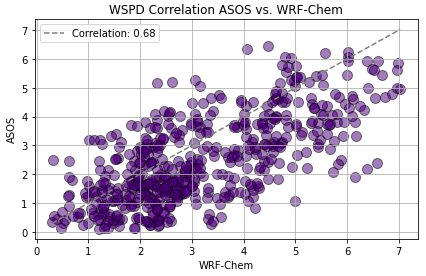 WSPD Correlation ASOS vs. WRF-Chem
7
6
5
4
3
2
1
0
ASOS
Correlation: 0.68
0 1 2 3 4 5 6 7
WRF-Chem